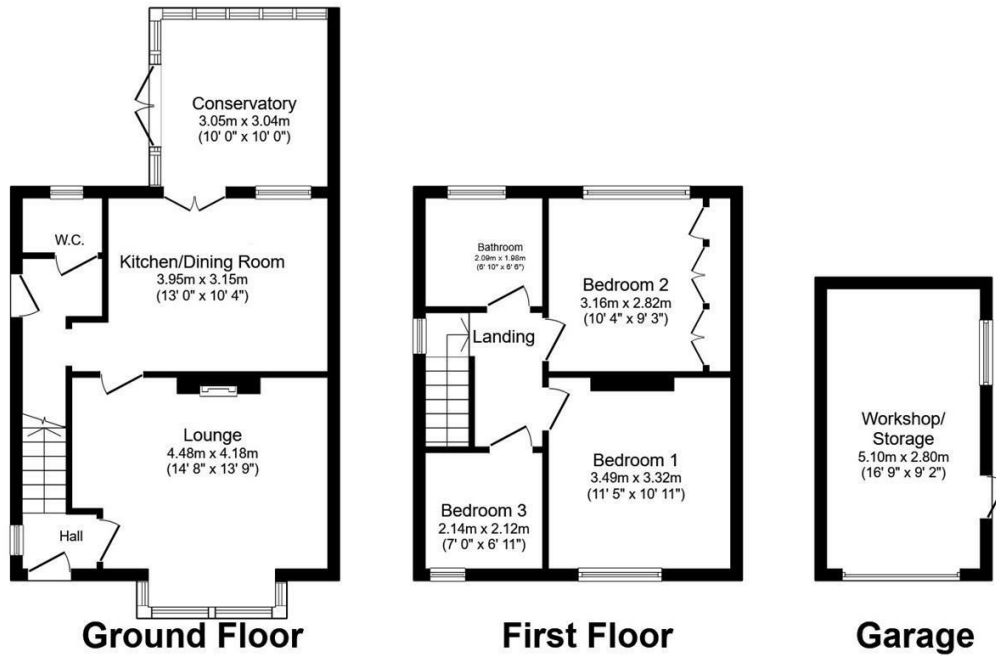 Conservatory
3.05m x 3.04m
(10' 0" x 10' 0")
W.C.
Kitchen/Dining Room
3.95m x 3.15m
(13' 0" x 10' 4")
Lounge
4.48m x 4.18m
(14' 8" x 13' 9")
Hall
Ground Floor
Bathroom
2.09m x 1.98m
(6' 10" x 6' 6")
Bedroom 2
3.16m x 2.82m
(10' 4" x 9' 3")
Landing
Bedroom 1
3.49m x 3.32m
(11' 5" x 10' 11")
Bedroom 3
2.14m x 2.12m
(7' 0" x 6' 11")
First Floor
Workshop/
Storage
5.10m x 2.80m
(16' 9" x 9' 2")
Garage